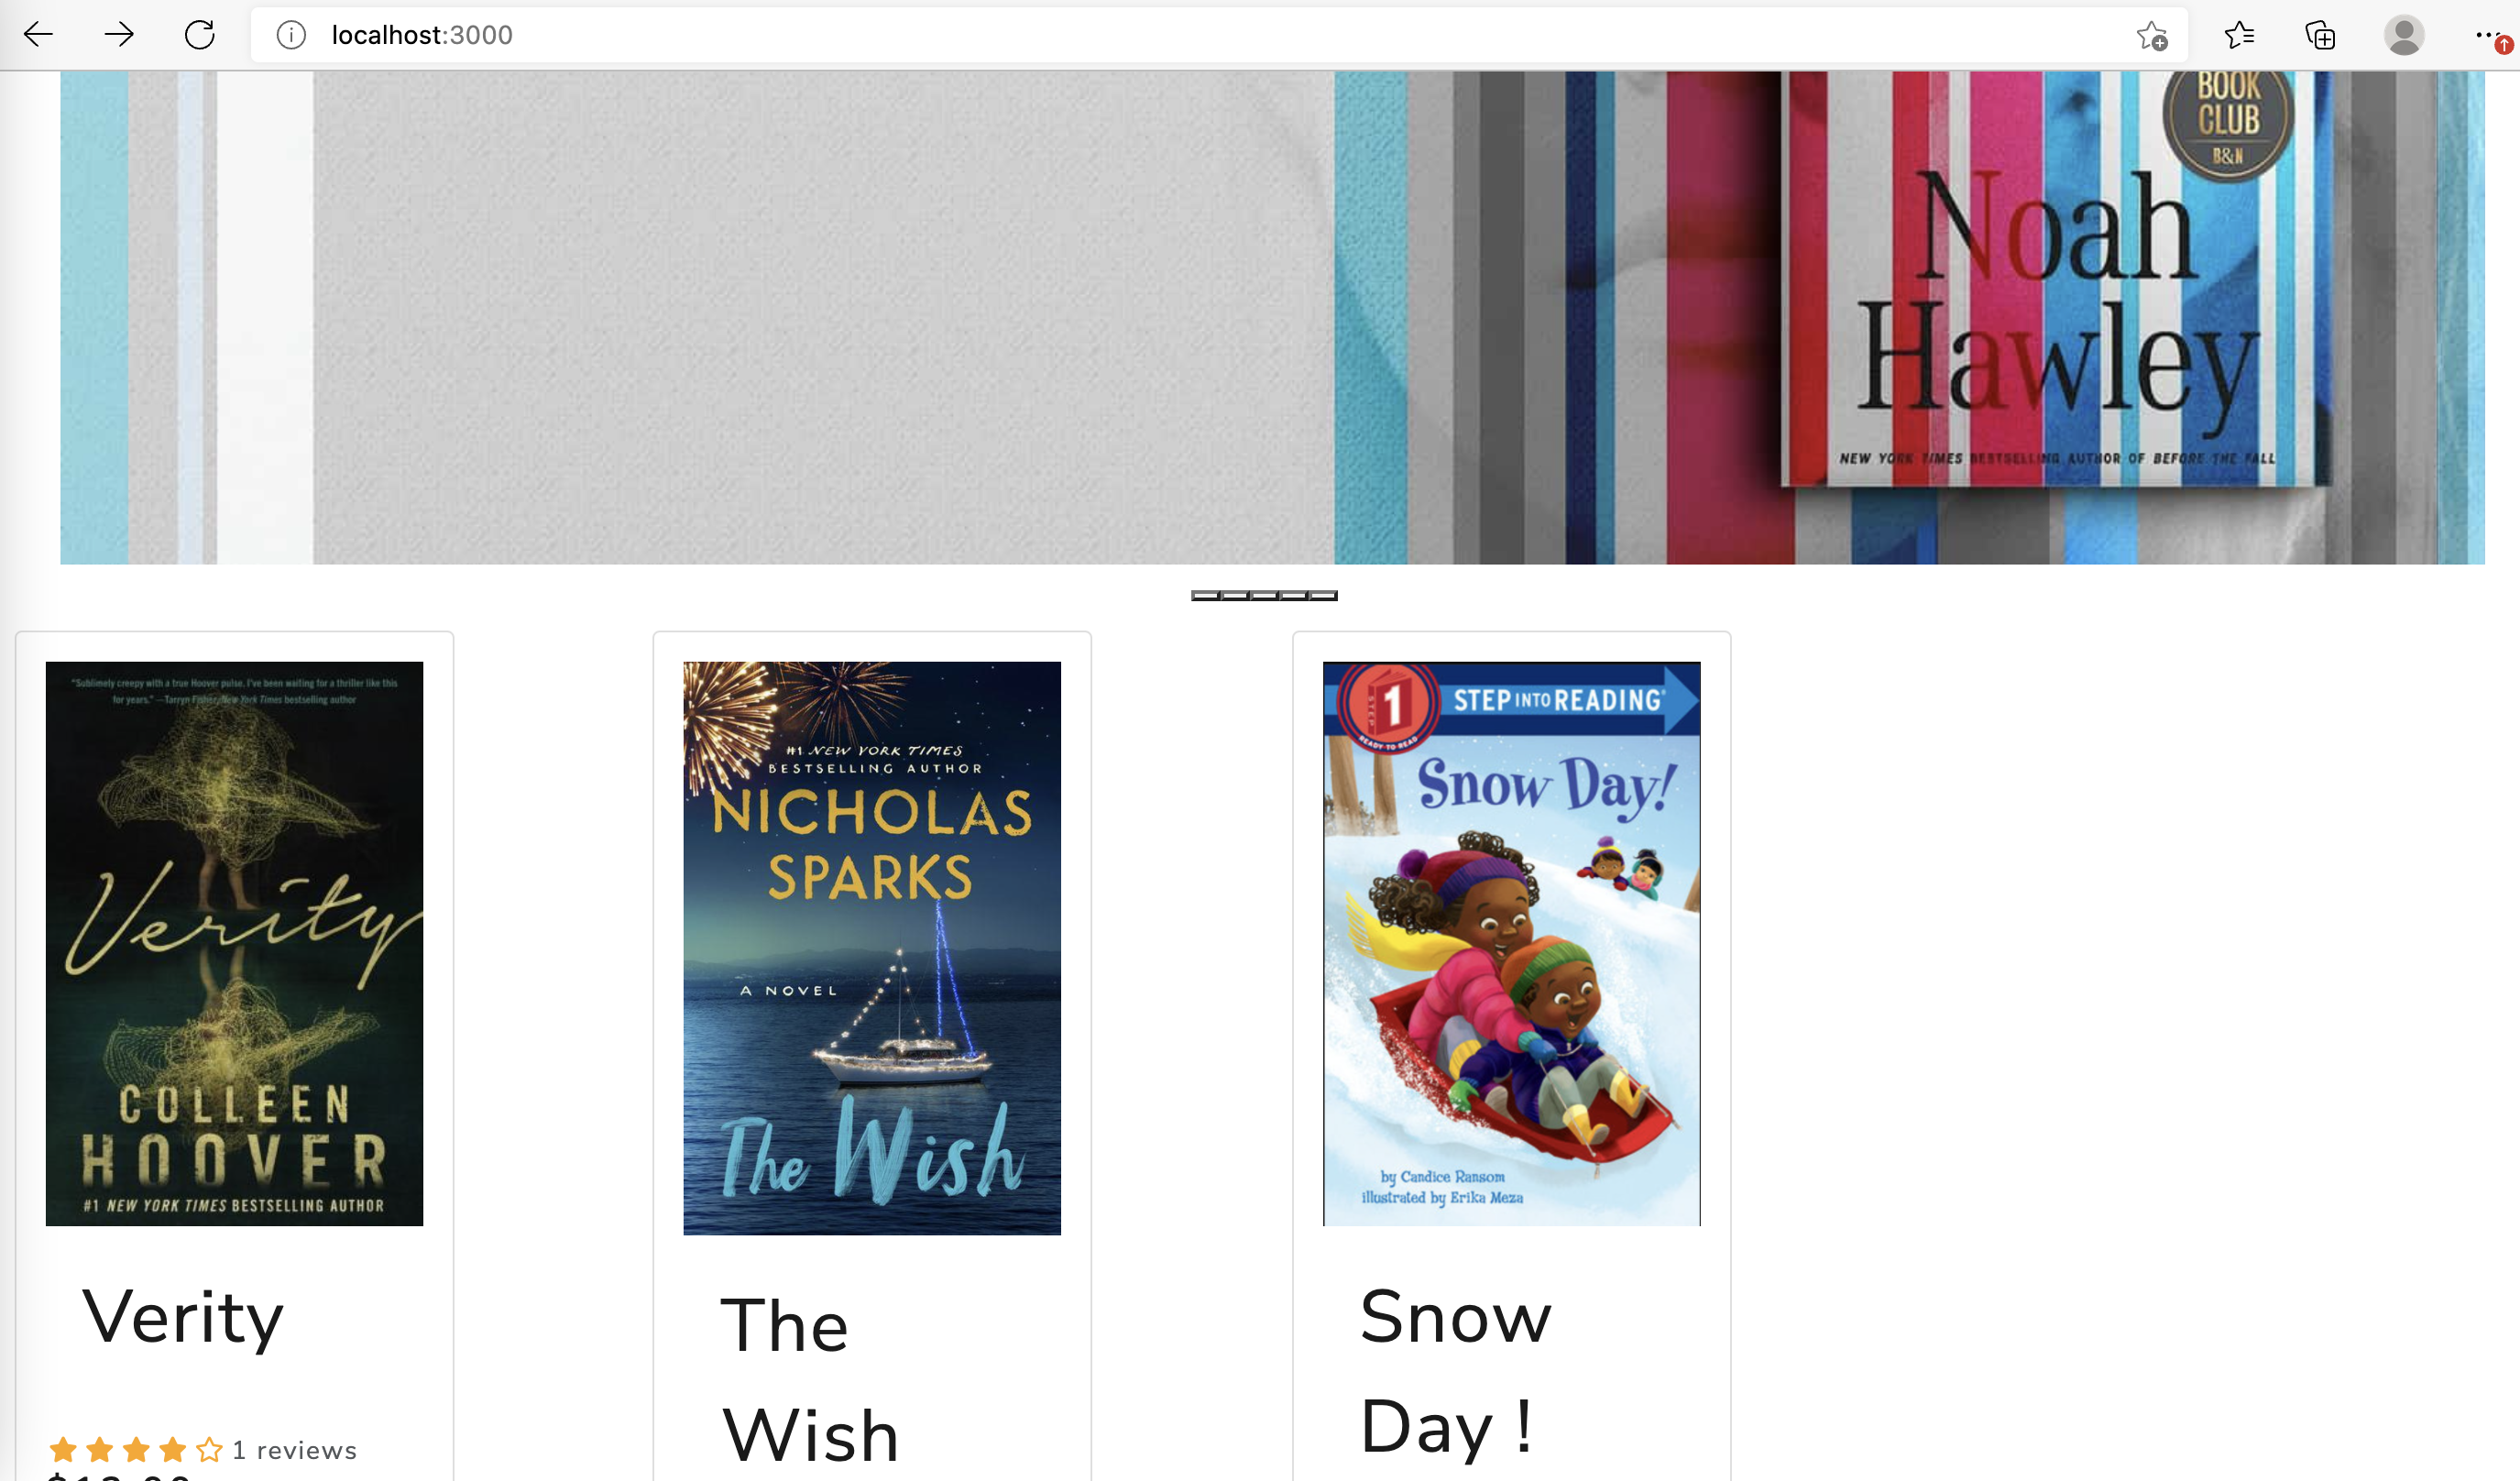 localhost:3000
BOOK
CLUB
B&N
Noah
Hawley
NEW YORK TIMES BESTSELLING AUTHOR OF BEFORE THE FALL
"Sublimely creepy with a true Hoover pulse. I've been waiting for a thriller like this
for years." —Tarryn Fisher, New York Times bestselling author
Verity
COLLEEN
HOOVER
#1 NEW YORK TIMES BESTSELLING AUTHOR
#1 NEW YORK TIMES
BESTSELLING AUTHOR
NICHOLAS
SPARKS
A NOVEL
The Wish
1
STEP INTO READING®
READY-TO-READ
Snow Day!
by Candice Ransom
illustrated by Erika Meza
Verity
The
Wish
Snow
Day !
1 reviews